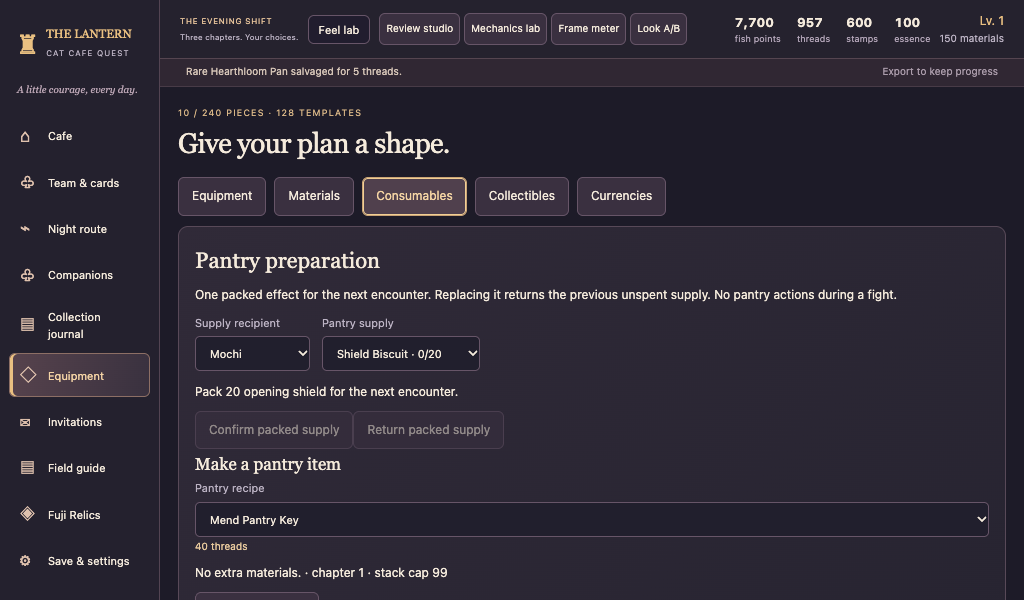 THE LANTERN
CAT CAFE QUEST
A little courage, every day.
Cafe
Team & cards
Night route
Companions
Collection
journal
Equipment
Invitations
Field guide
Fuji Relics
Save & settings
THE EVENING SHIFT
Three chapters. Your choices.
Feel lab
Review studio
Mechanics lab
Frame meter
Look A/B
7,700
fish points
957
threads
600
stamps
100
essence
Lv. 1
150 materials
Rare Hearthloom Pan salvaged for 5 threads.
Export to keep progress
10 / 240 PIECES · 128 TEMPLATES
Give your plan a shape.
Equipment
Materials
Consumables
Collectibles
Currencies
Pantry preparation
One packed effect for the next encounter. Replacing it returns the previous unspent supply. No pantry actions during a fight.
Supply recipient
Pantry supply
Mochi
Shield Biscuit · 0/20
Pack 20 opening shield for the next encounter.
Confirm packed supply
Return packed supply
Make a pantry item
Pantry recipe
Mend Pantry Key
40 threads
No extra materials. · chapter 1 · stack cap 99